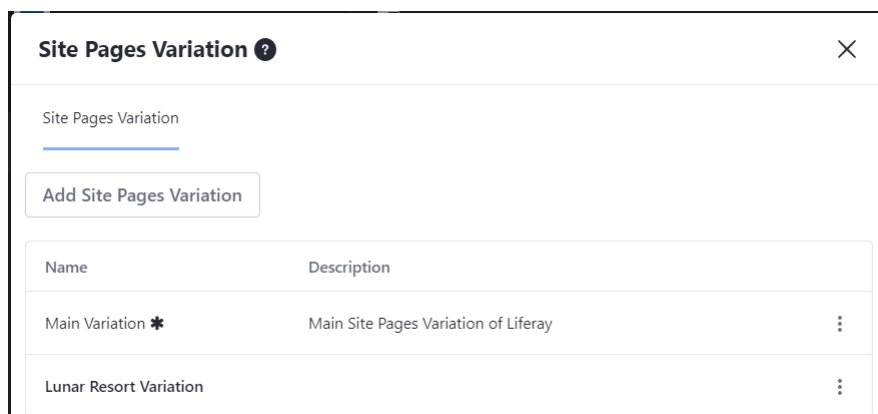 Site Pages Variation ?
Site Pages Variation
Add Site Pages Variation
Name Description
Main Variation ✱ Main Site Pages Variation of Liferay
Lunar Resort Variation